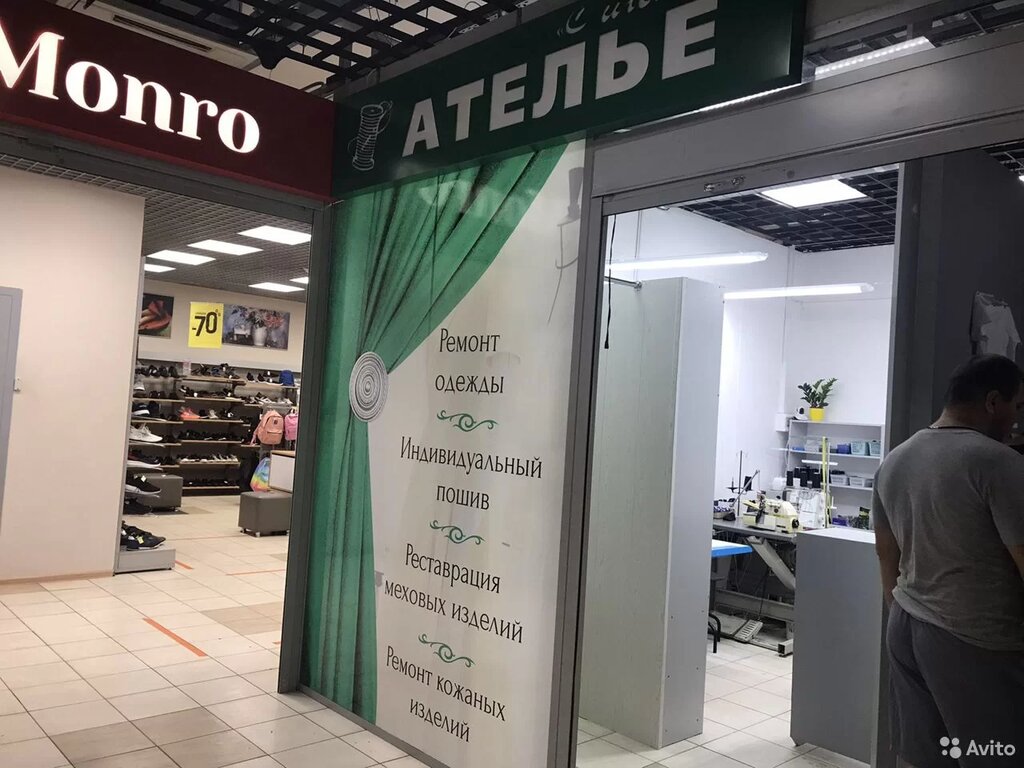 Monro
АТЕЛЬЕ
-70%
Ремонт
одежды
Индивидуальный
пошив
Реставрация
меховых изделий
Ремонт кожаных
изделий
Avito